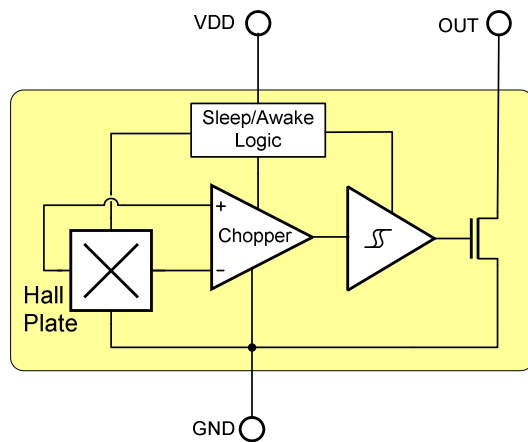 VDD
OUT
Sleep/Awake
Logic
+
Chopper
−
Hall
Plate
GND